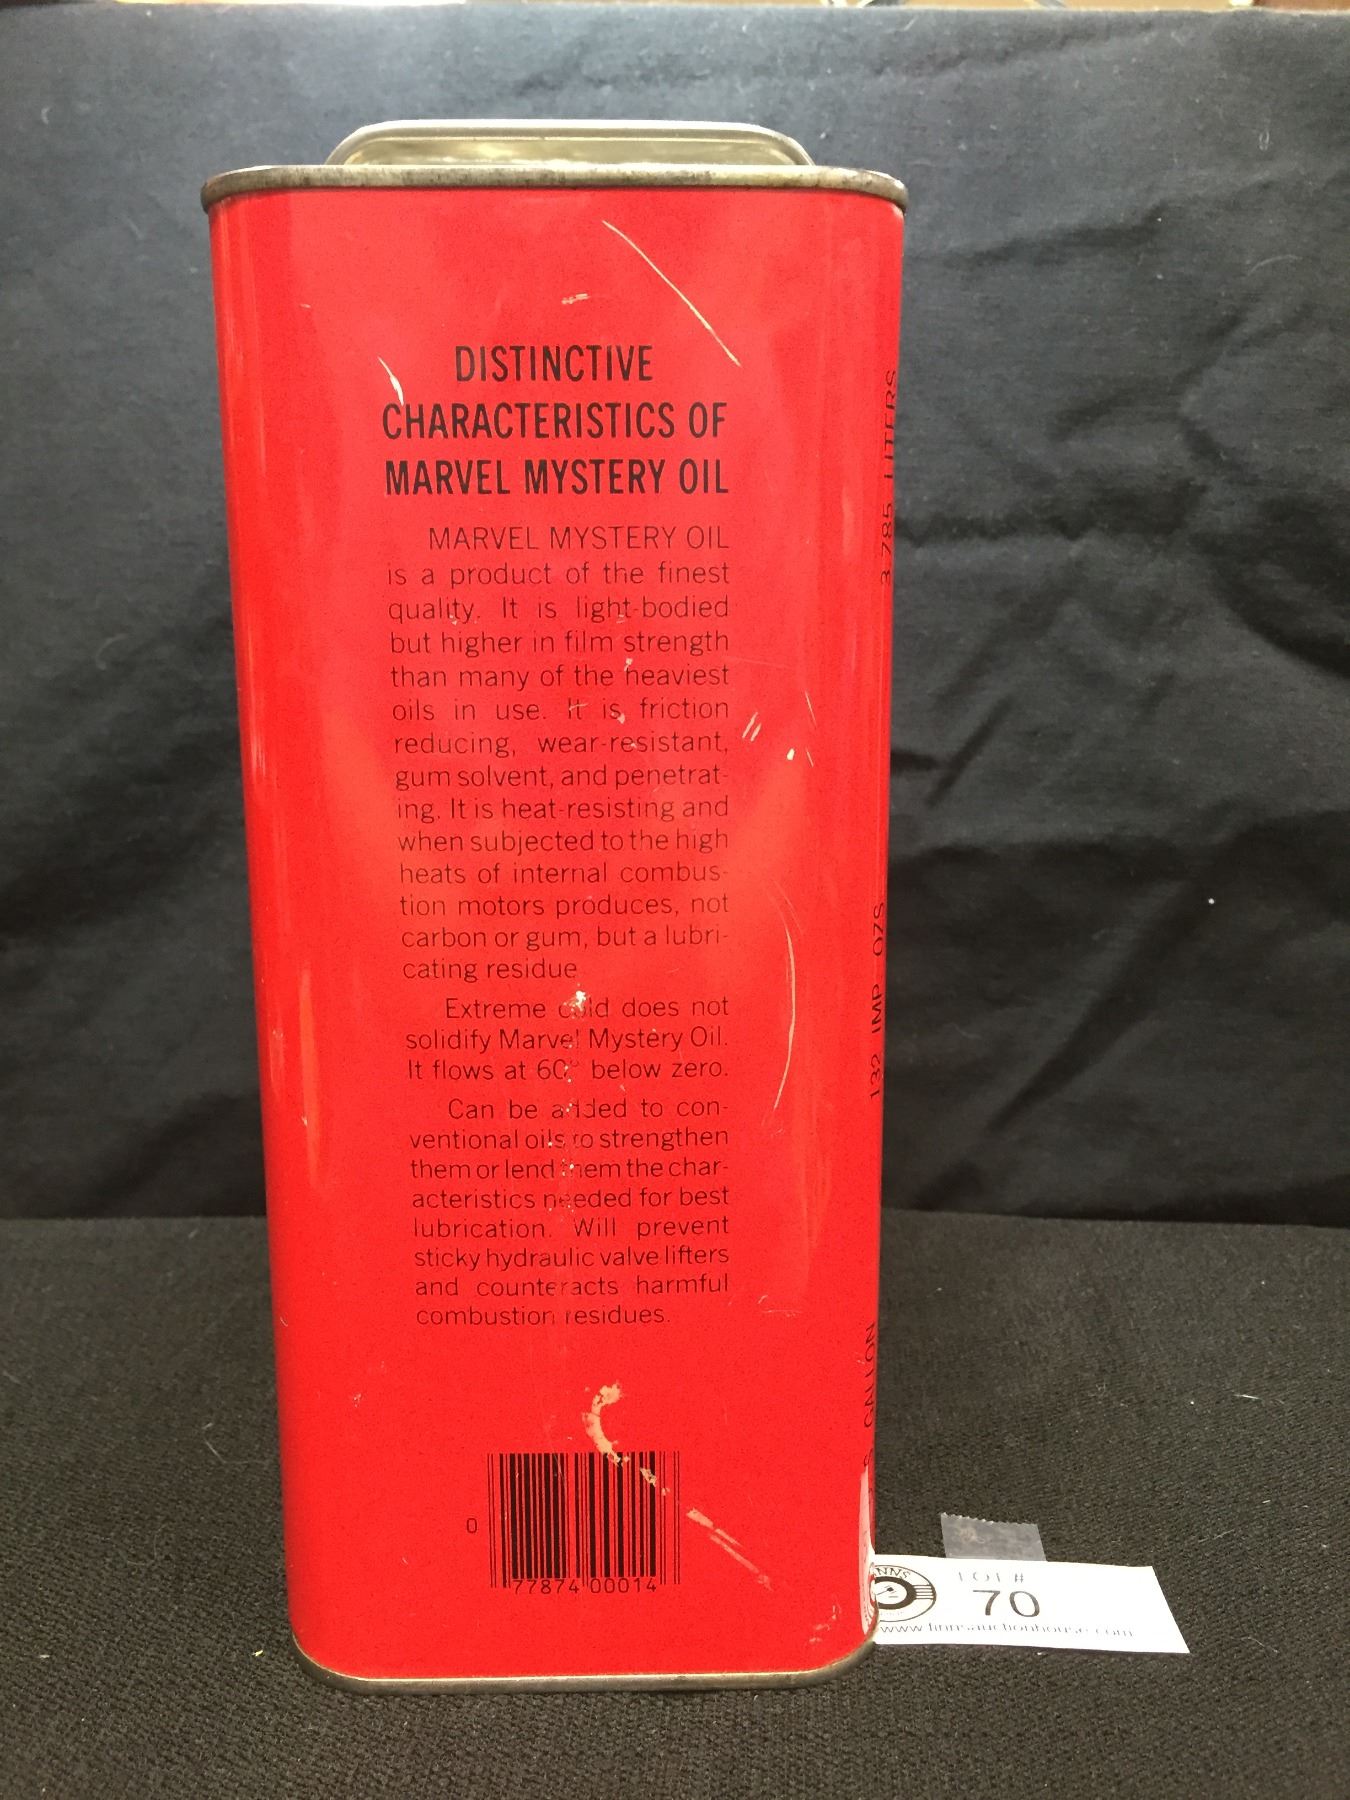 DISTINCTIVE
CHARACTERISTICS OF
MARVEL MYSTERY OIL
MARVEL MYSTERY OIL
is a product of the finest
quality. It is light-bodied
but higher in film strength
than many of the heaviest
oils in use. It is friction
reducing, wear-resistant,
gum solvent, and penetrat-
ing. It is heat-resisting and
when subjected to the high
heats of internal combus-
tion motors produces, not
carbon or gum, but a lubri-
cating residue
Extreme cold does not
solidify Marvel Mystery Oil.
It flows at 60° below zero.
Can be added to con-
ventional oils to strengthen
them or lend them the char-
acteristics needed for best
lubrication. Will prevent
sticky hydraulic valve lifters
and counteracts harmful
combustion residues.
0
77874 00014
3.785 LITERS
132 IMP OZS
GALLON
LOT #
70
www.finnsauctionhouse.com